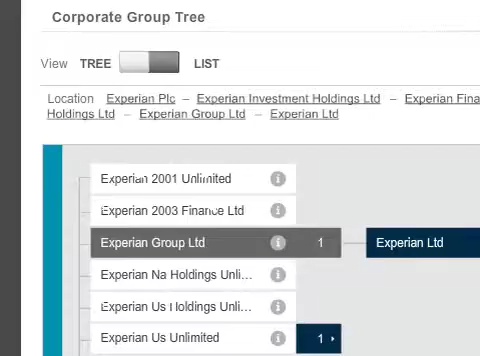 Corporate Group Tree
View TREE LIST
Location Experian Plc – Experian Investment Holdings Ltd – Experian Fina
Holdings Ltd – Experian Group Ltd – Experian Ltd
Experian 2001 Unlimited
Experian 2003 Finance Ltd
Experian Group Ltd 1 Experian Ltd
Experian Na Holdings Unli...
Experian Us Holdings Unli...
Experian Us Unlimited 1